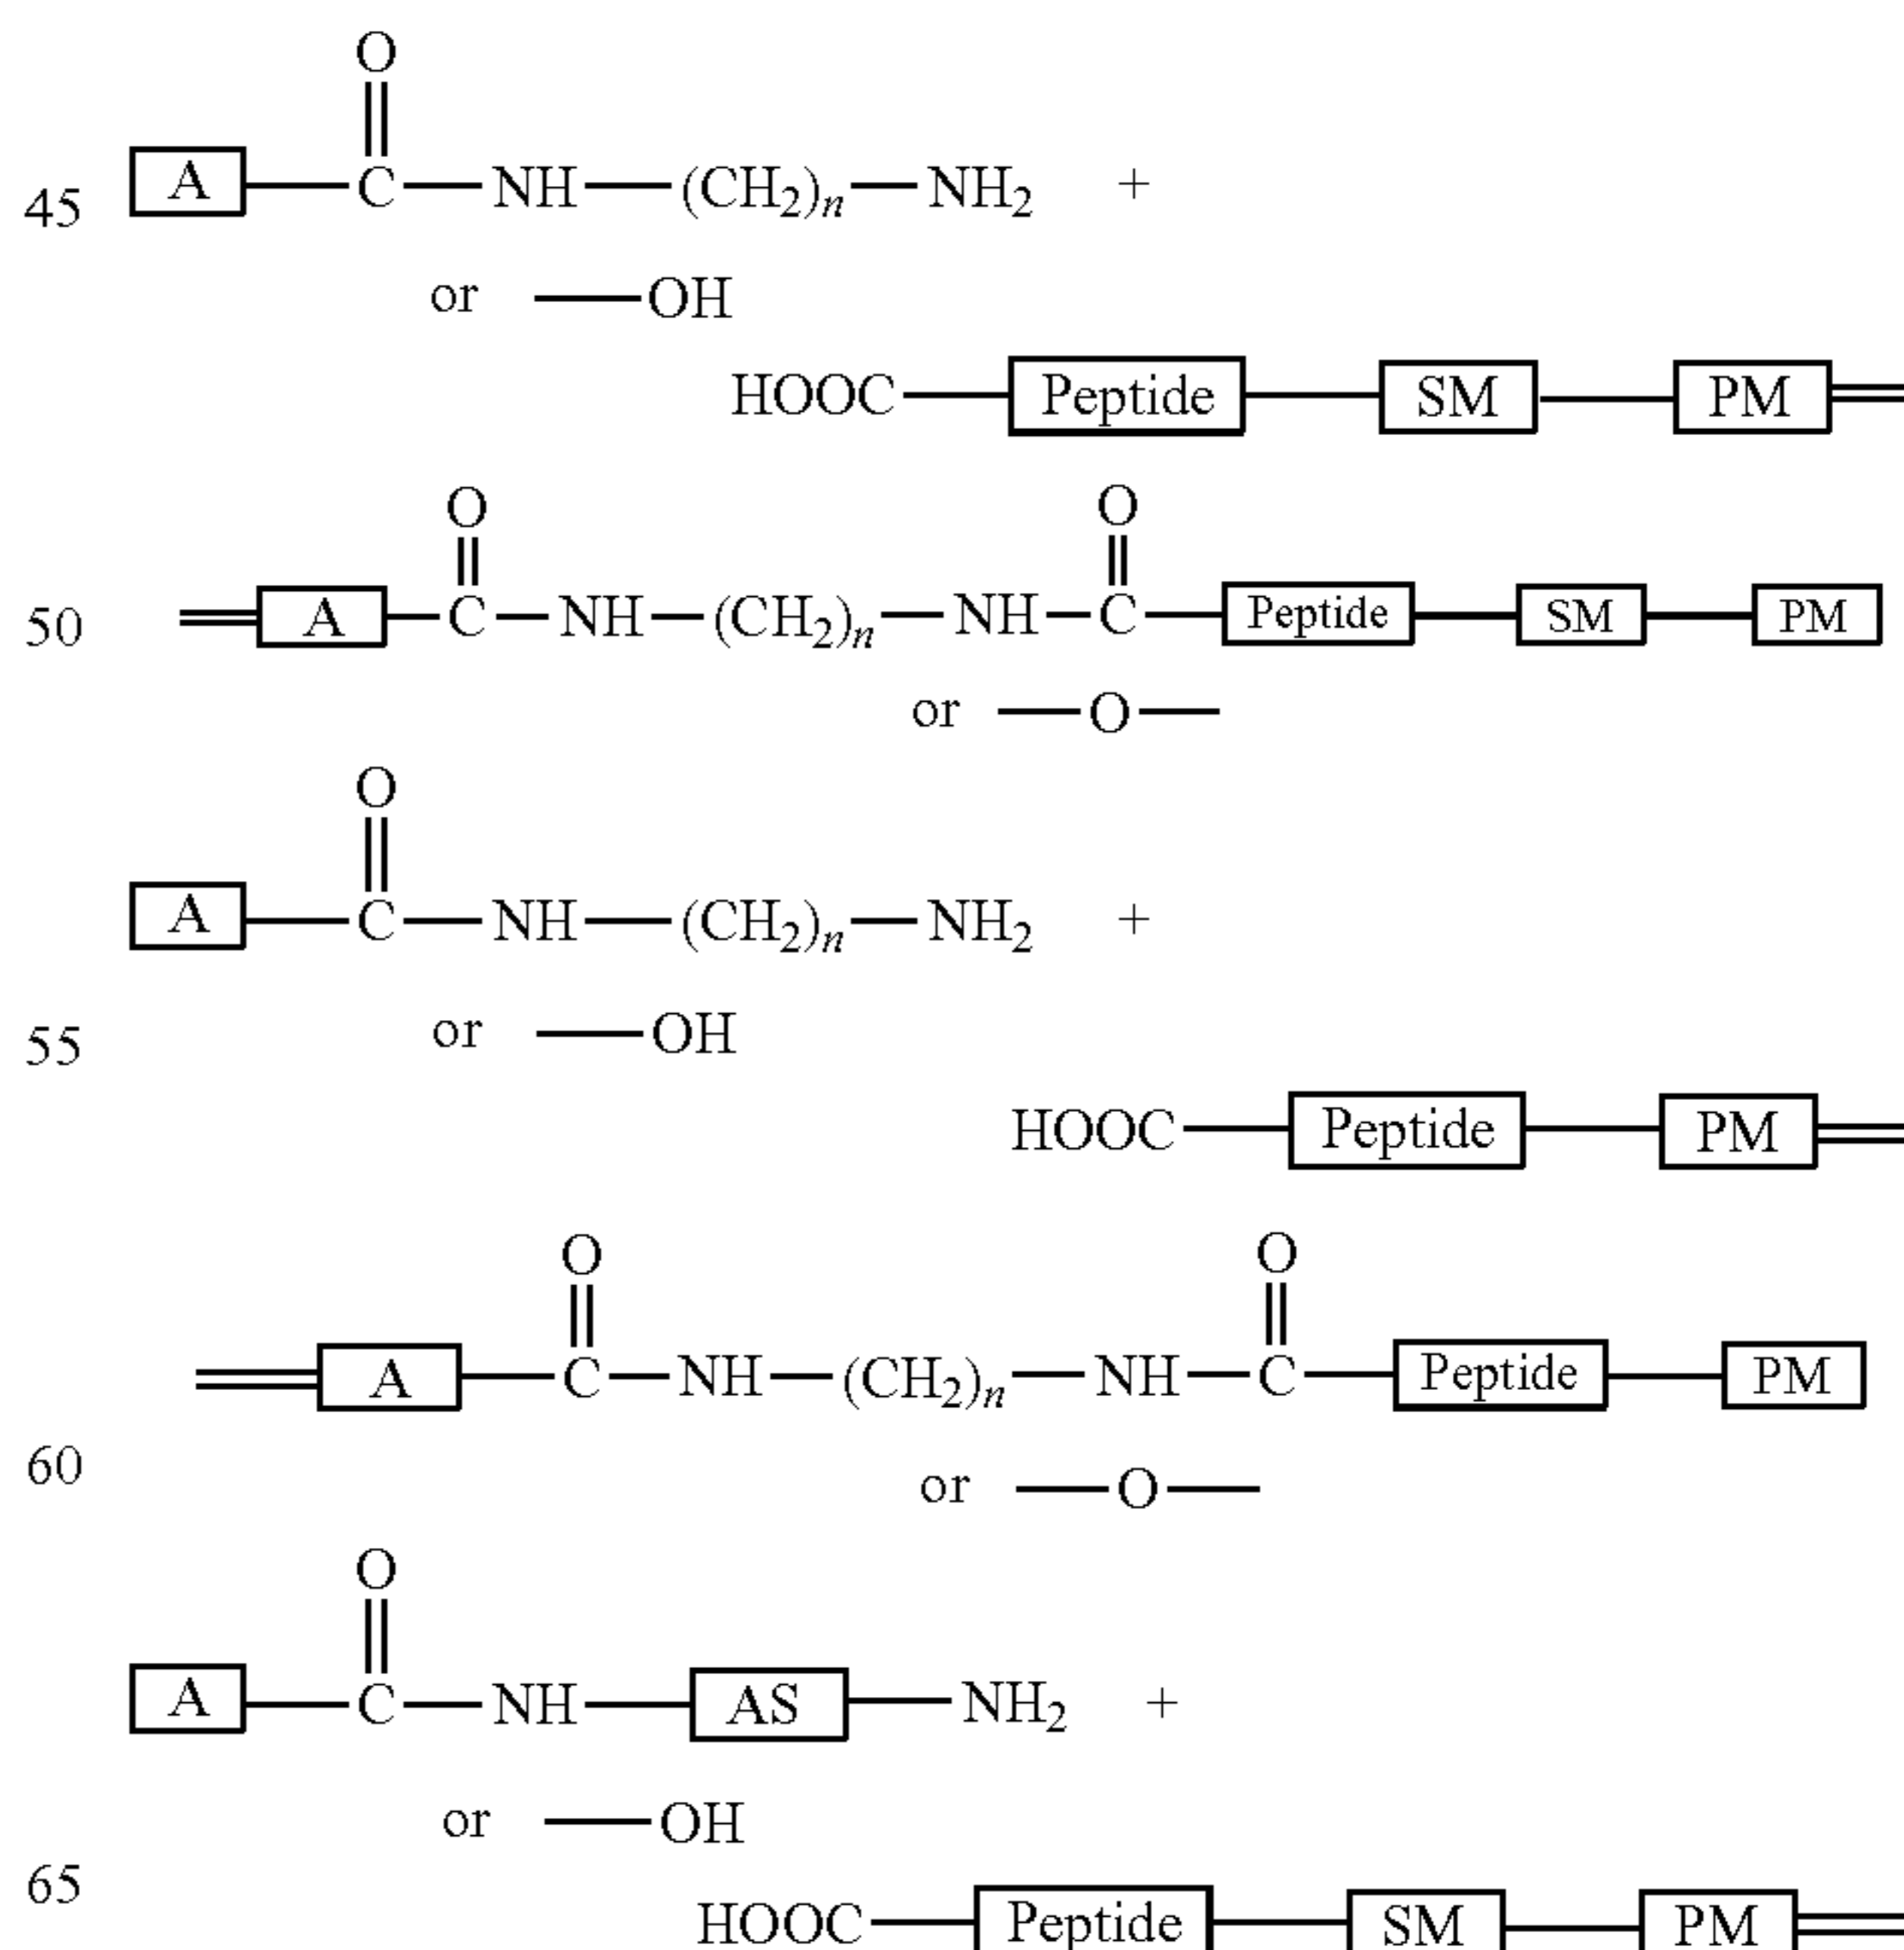 O
45 A C NH (CH2)n NH2 +
or OH
HOOC Peptide SM PM
O O
50 A C NH (CH2)n NH C Peptide SM PM
or O
O
A C NH (CH2)n NH2 +
55 or OH
HOOC Peptide PM
O O
A C NH (CH2)n NH C Peptide PM
60 or O
O
A C NH AS NH2 +
or OH
65
HOOC Peptide SM PM